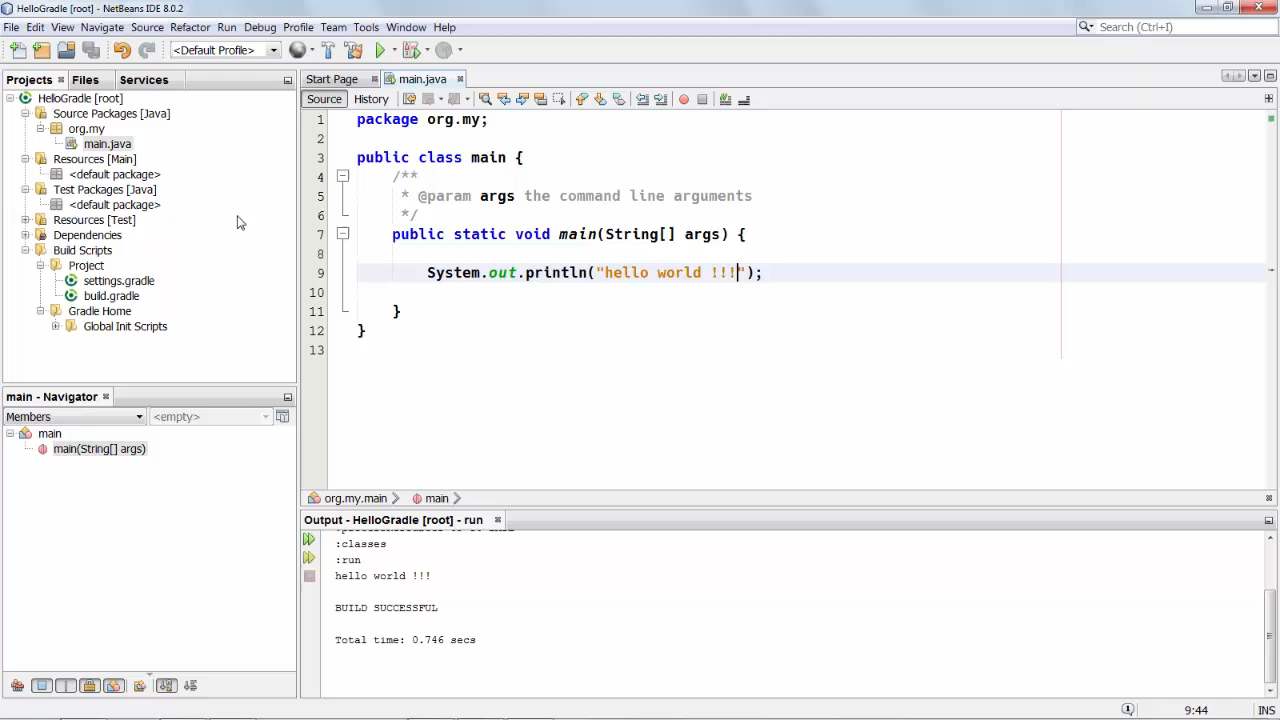 HelloGradle [root] - NetBeans IDE 8.0.2
File Edit View Navigate Source Refactor Run Debug Profile Team Tools Window Help
Search (Ctrl+I)
<Default Profile>
Projects Files Services
HelloGradle [root]
Source Packages [Java]
org.my
main.java
Resources [Main]
<default package>
Test Packages [Java]
<default package>
Resources [Test]
Dependencies
Build Scripts
Project
settings.gradle
build.gradle
Gradle Home
Global Init Scripts
main - Navigator
Members <empty>
main
main(String[] args)
Start Page main.java
Source History
1 package org.my;
2
3 public class main {
4 /**
5 * @param args the command line arguments
6 */
7 public static void main(String[] args) {
8
9 System.out.println("hello world !!!");
10
11 }
12 }
13
org.my.main main
Output - HelloGradle [root] - run
:classes
:run
hello world !!!
BUILD SUCCESSFUL
Total time: 0.746 secs
9:44 INS